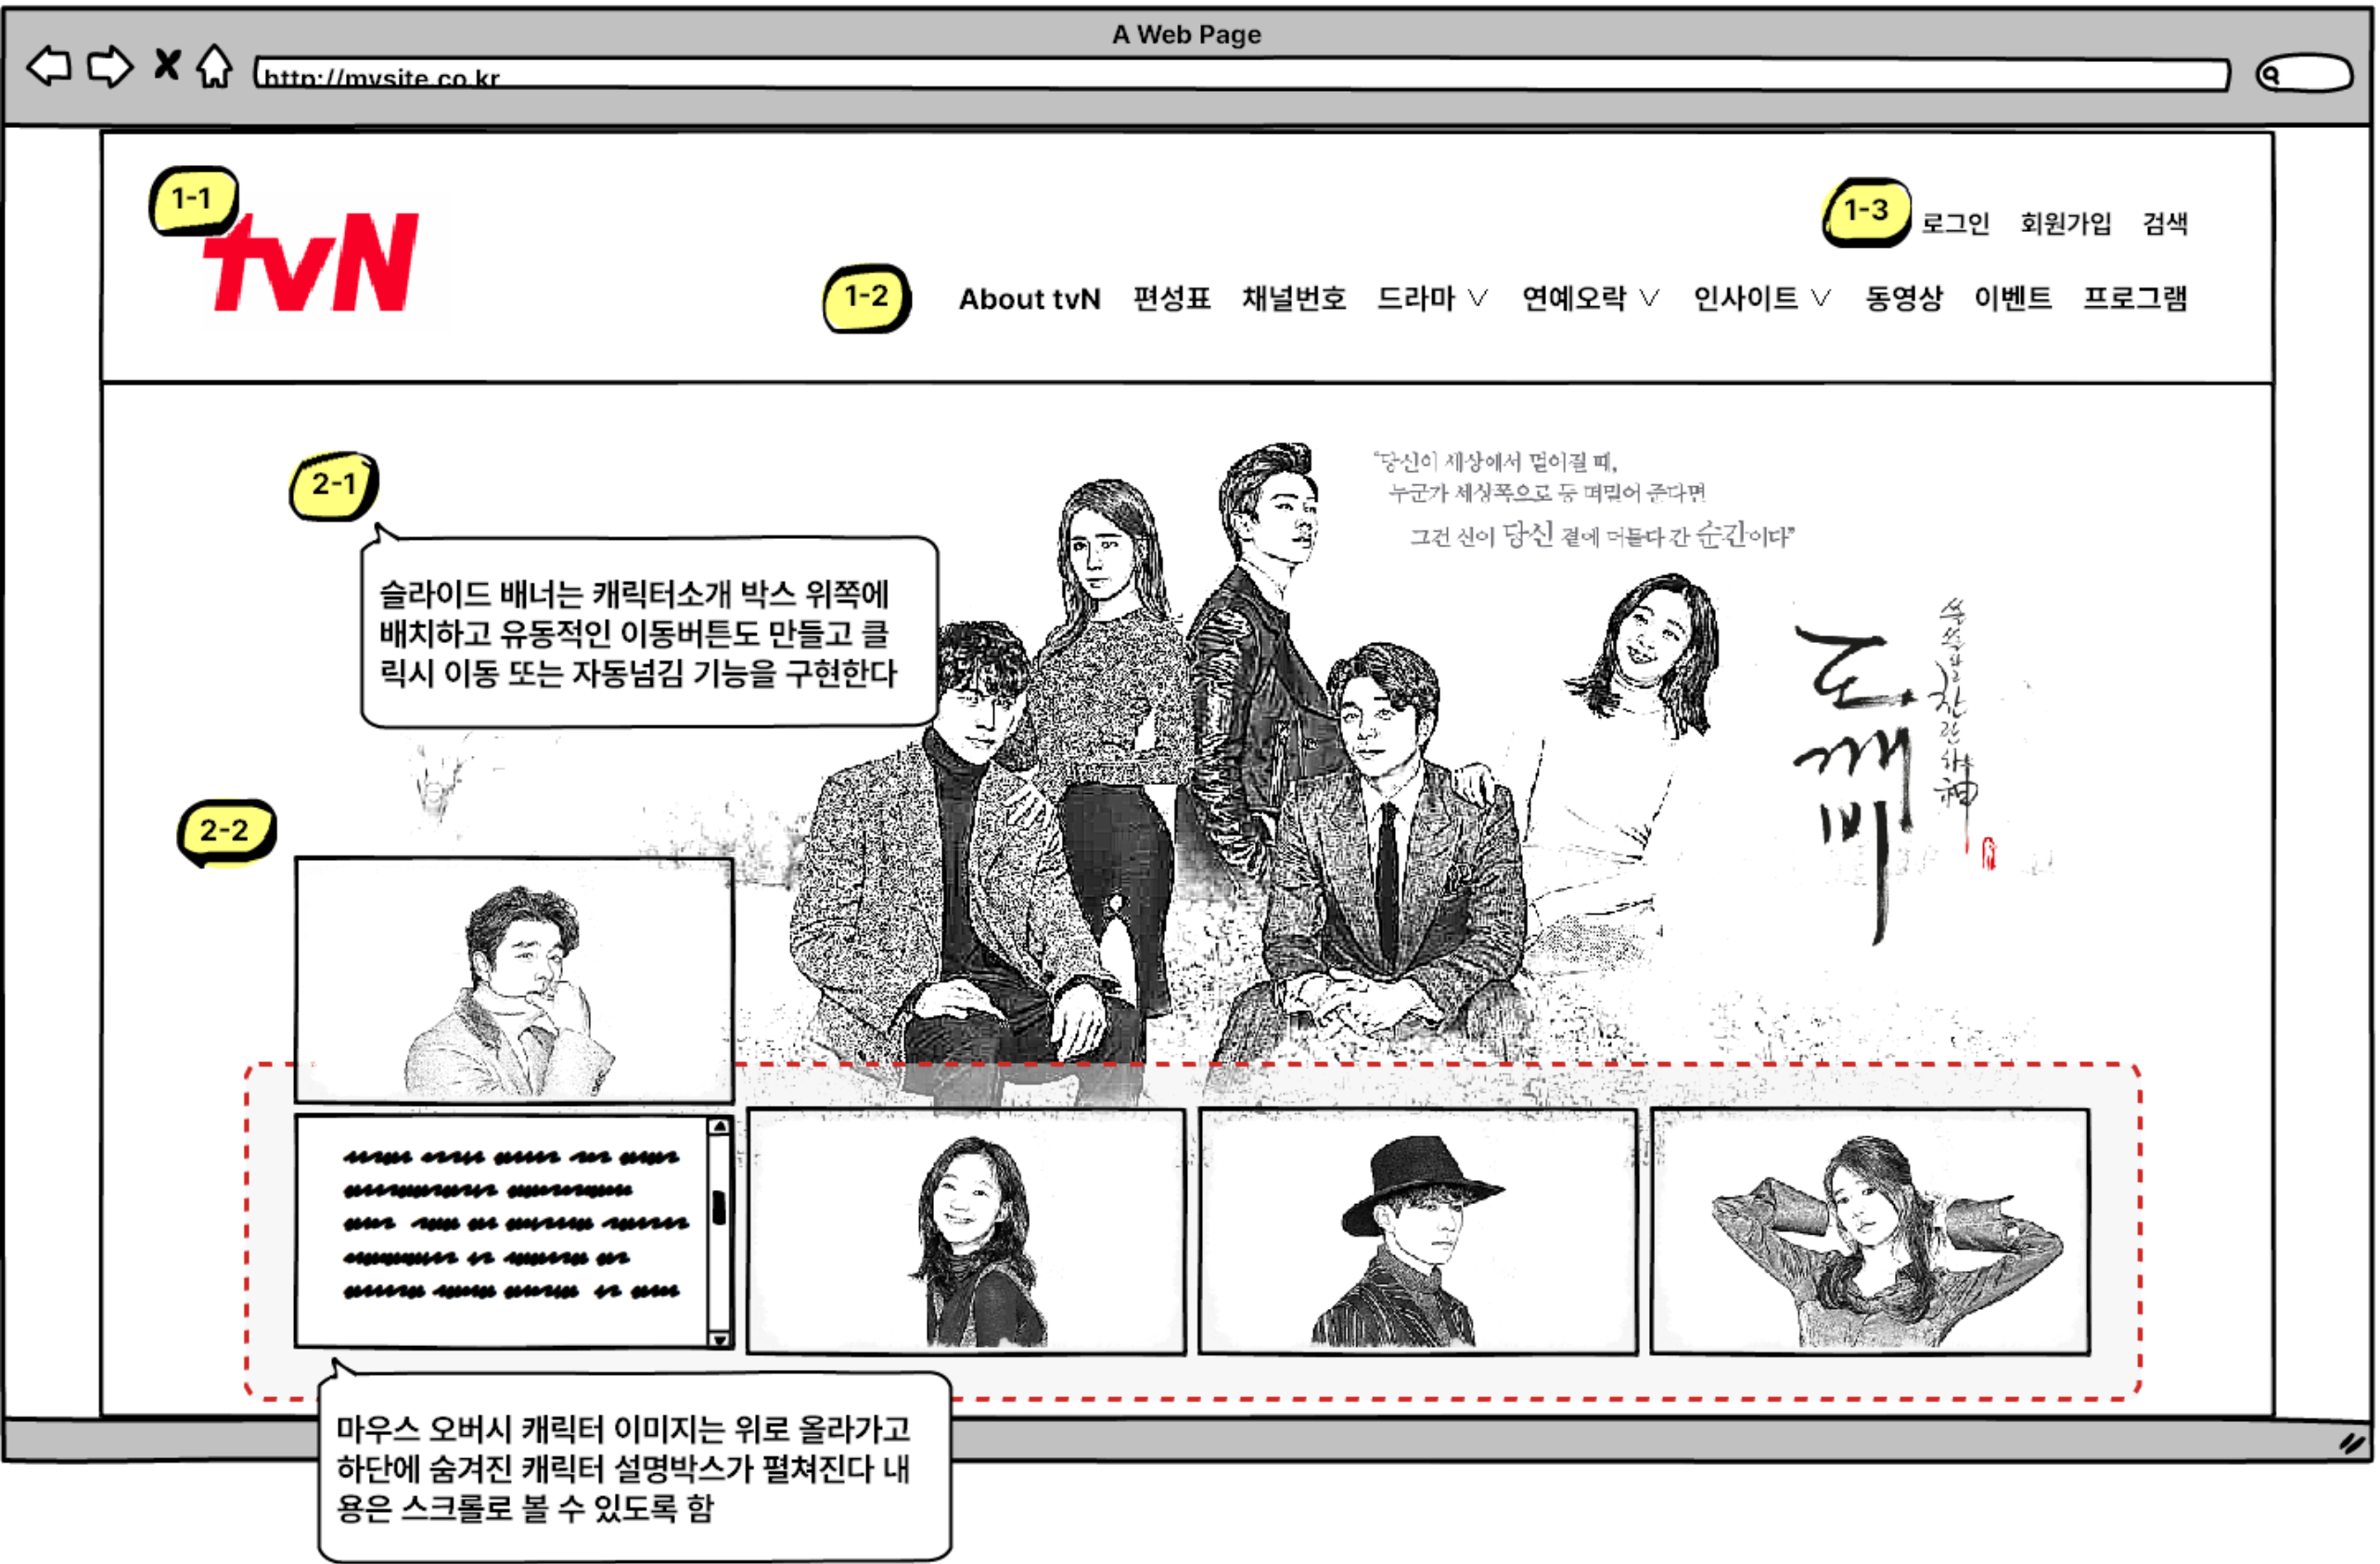 A Web Page
http://mysite.co.kr
1-1
tvN
1-3
로그인 회원가입 검색
1-2
About tvN 편성표 채널번호 드라마 연예오락 인사이트 동영상 이벤트 프로그램
2-1
슬라이드 배너는 캐릭터소개 박스 위쪽에
배치하고 유동적인 이동버튼도 만들고 클
릭시 이동 또는 자동넘김 기능을 구현한다
“당신이 세상에서 멀어질 때,
누군가 세상쪽으로 등 떠밀어 준다면
그건 신이 당신 곁에 머물다 간 순간이다”
쓸쓸하고 찬란하神
도깨비
2-2
마우스 오버시 캐릭터 이미지는 위로 올라가고
하단에 숨겨진 캐릭터 설명박스가 펼쳐진다 내
용은 스크롤로 볼 수 있도록 함